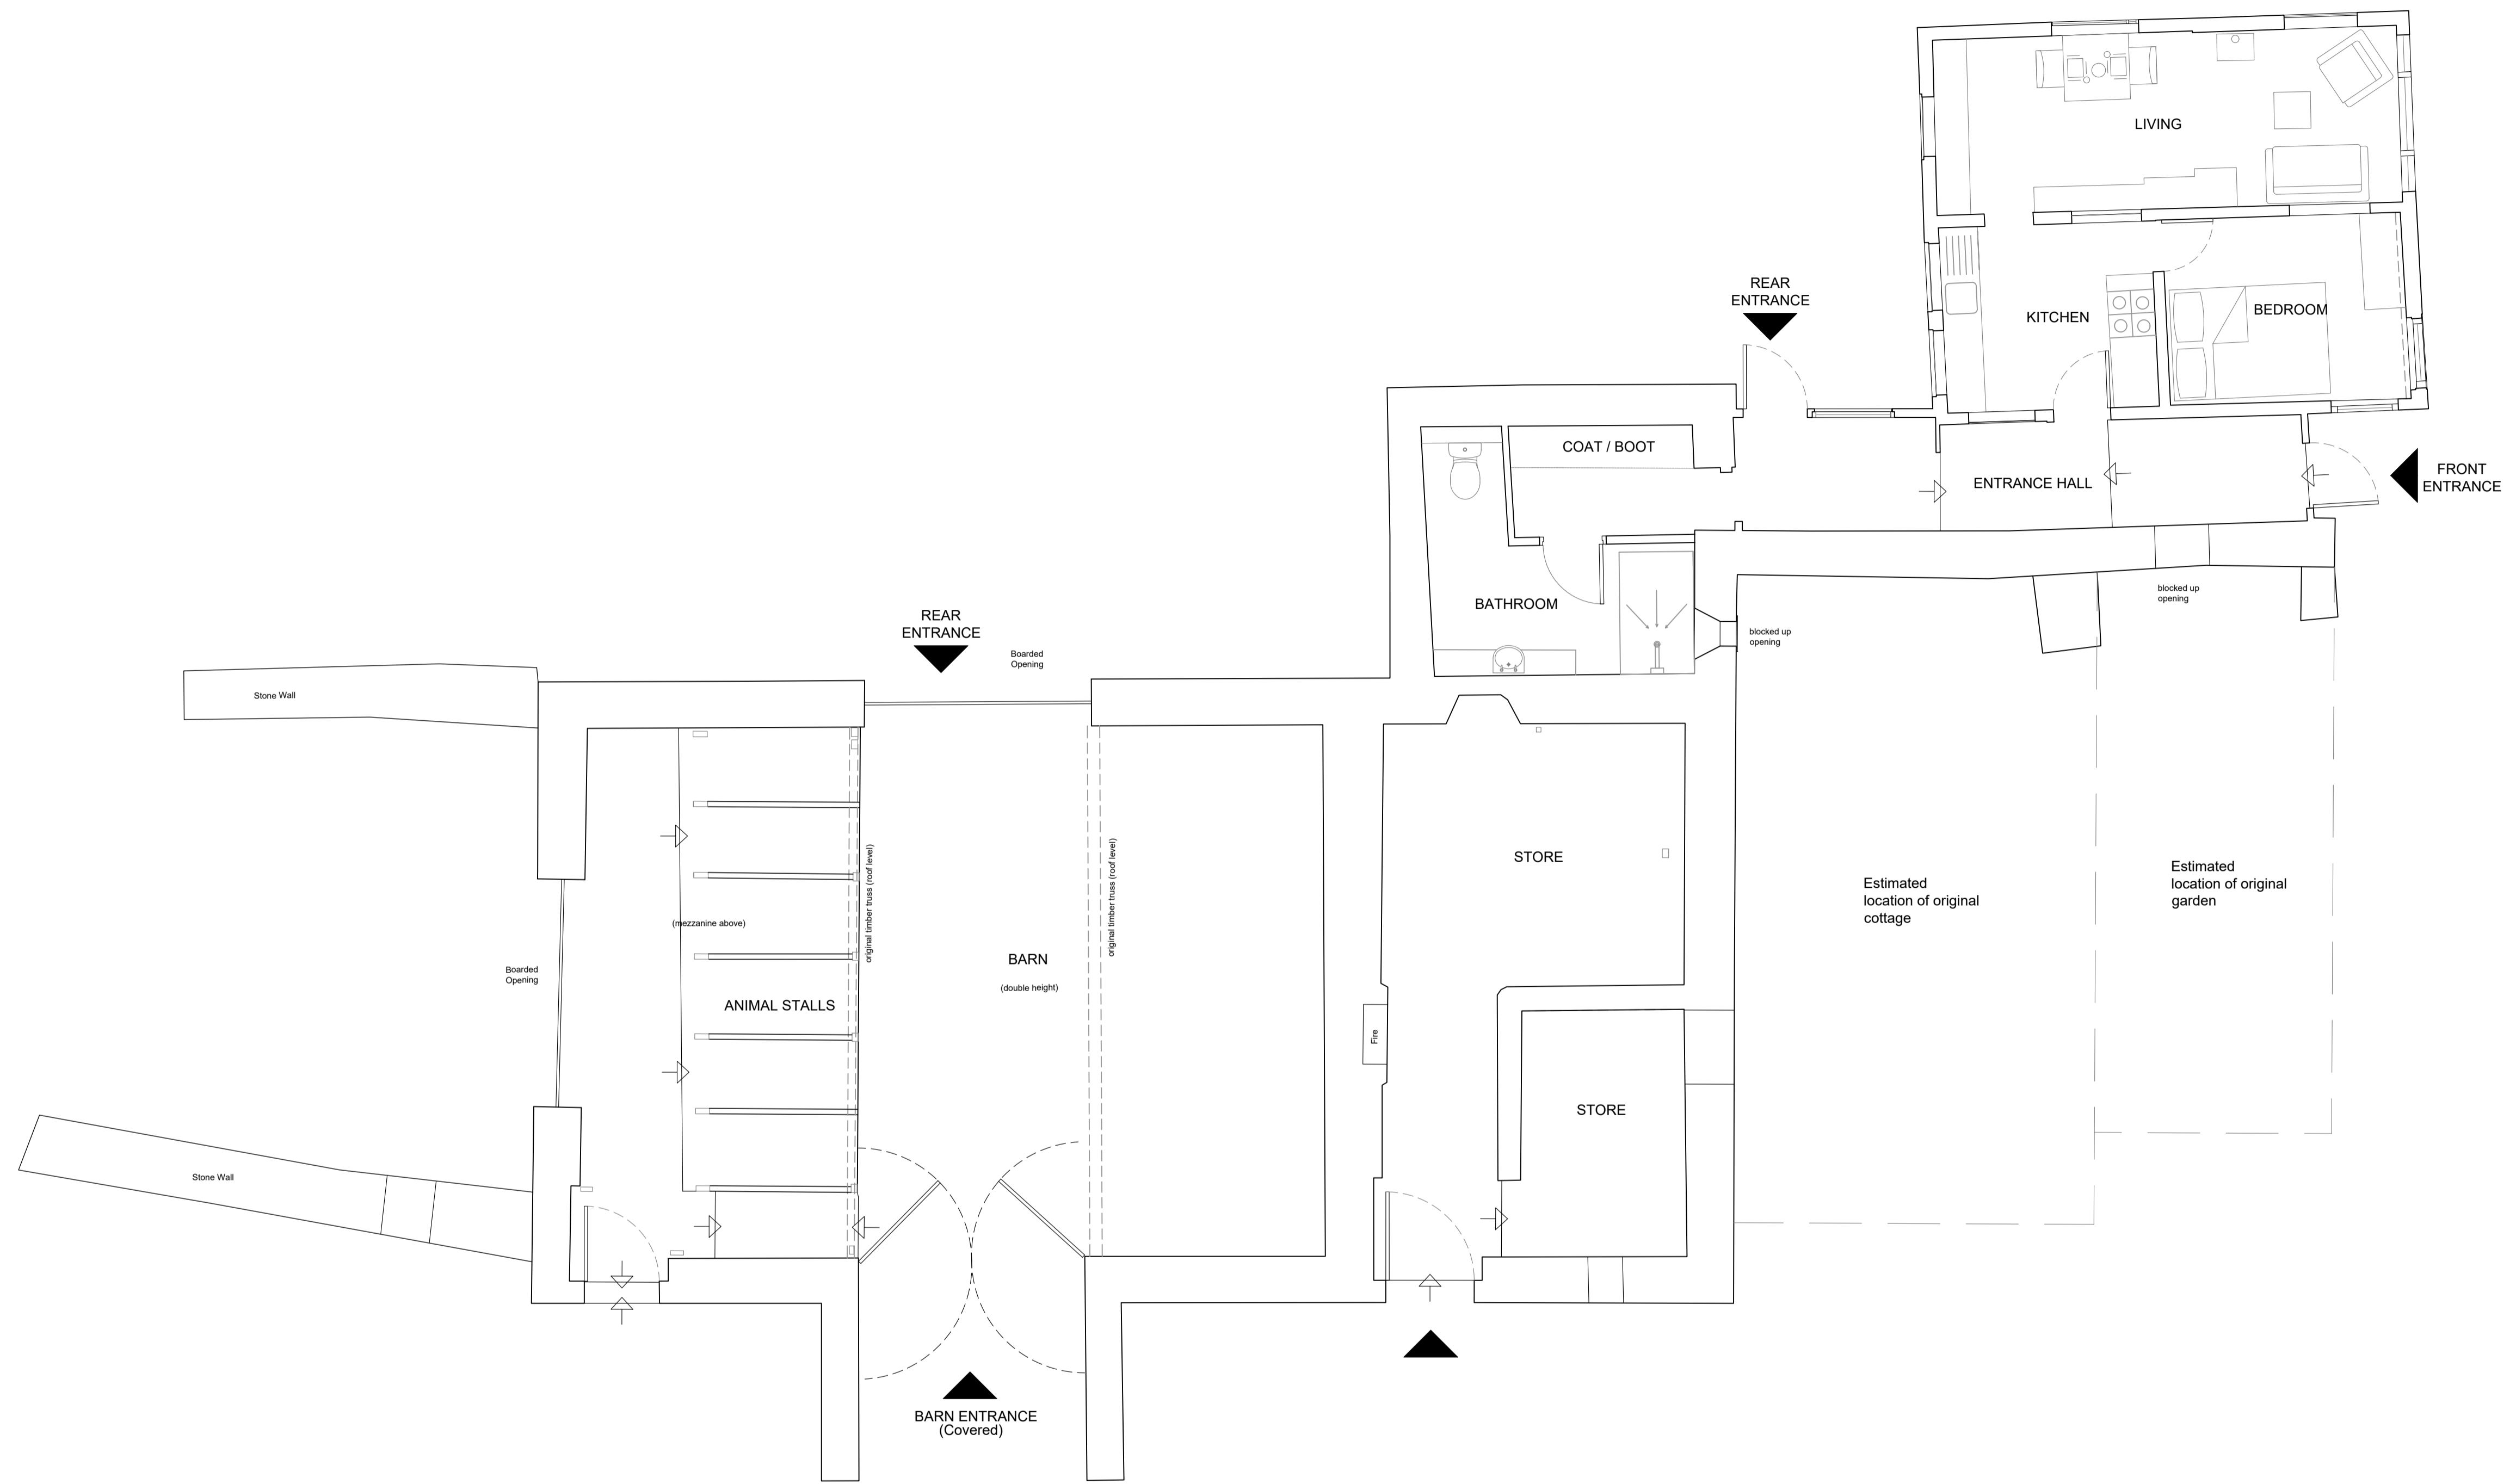 LIVING
REAR
ENTRANCE
KITCHEN
BEDROOM
COAT / BOOT
ENTRANCE HALL
FRONT
ENTRANCE
BATHROOM
blocked up
opening
blocked up
opening
REAR
ENTRANCE
Boarded
Opening
Stone Wall
original timber truss (roof level)
original timber truss (roof level)
STORE
Estimated
location of original
cottage
Estimated
location of original
garden
(mezzanine above)
Boarded
Opening
BARN
(double height)
ANIMAL STALLS
Fire
STORE
Stone Wall
BARN ENTRANCE
(Covered)